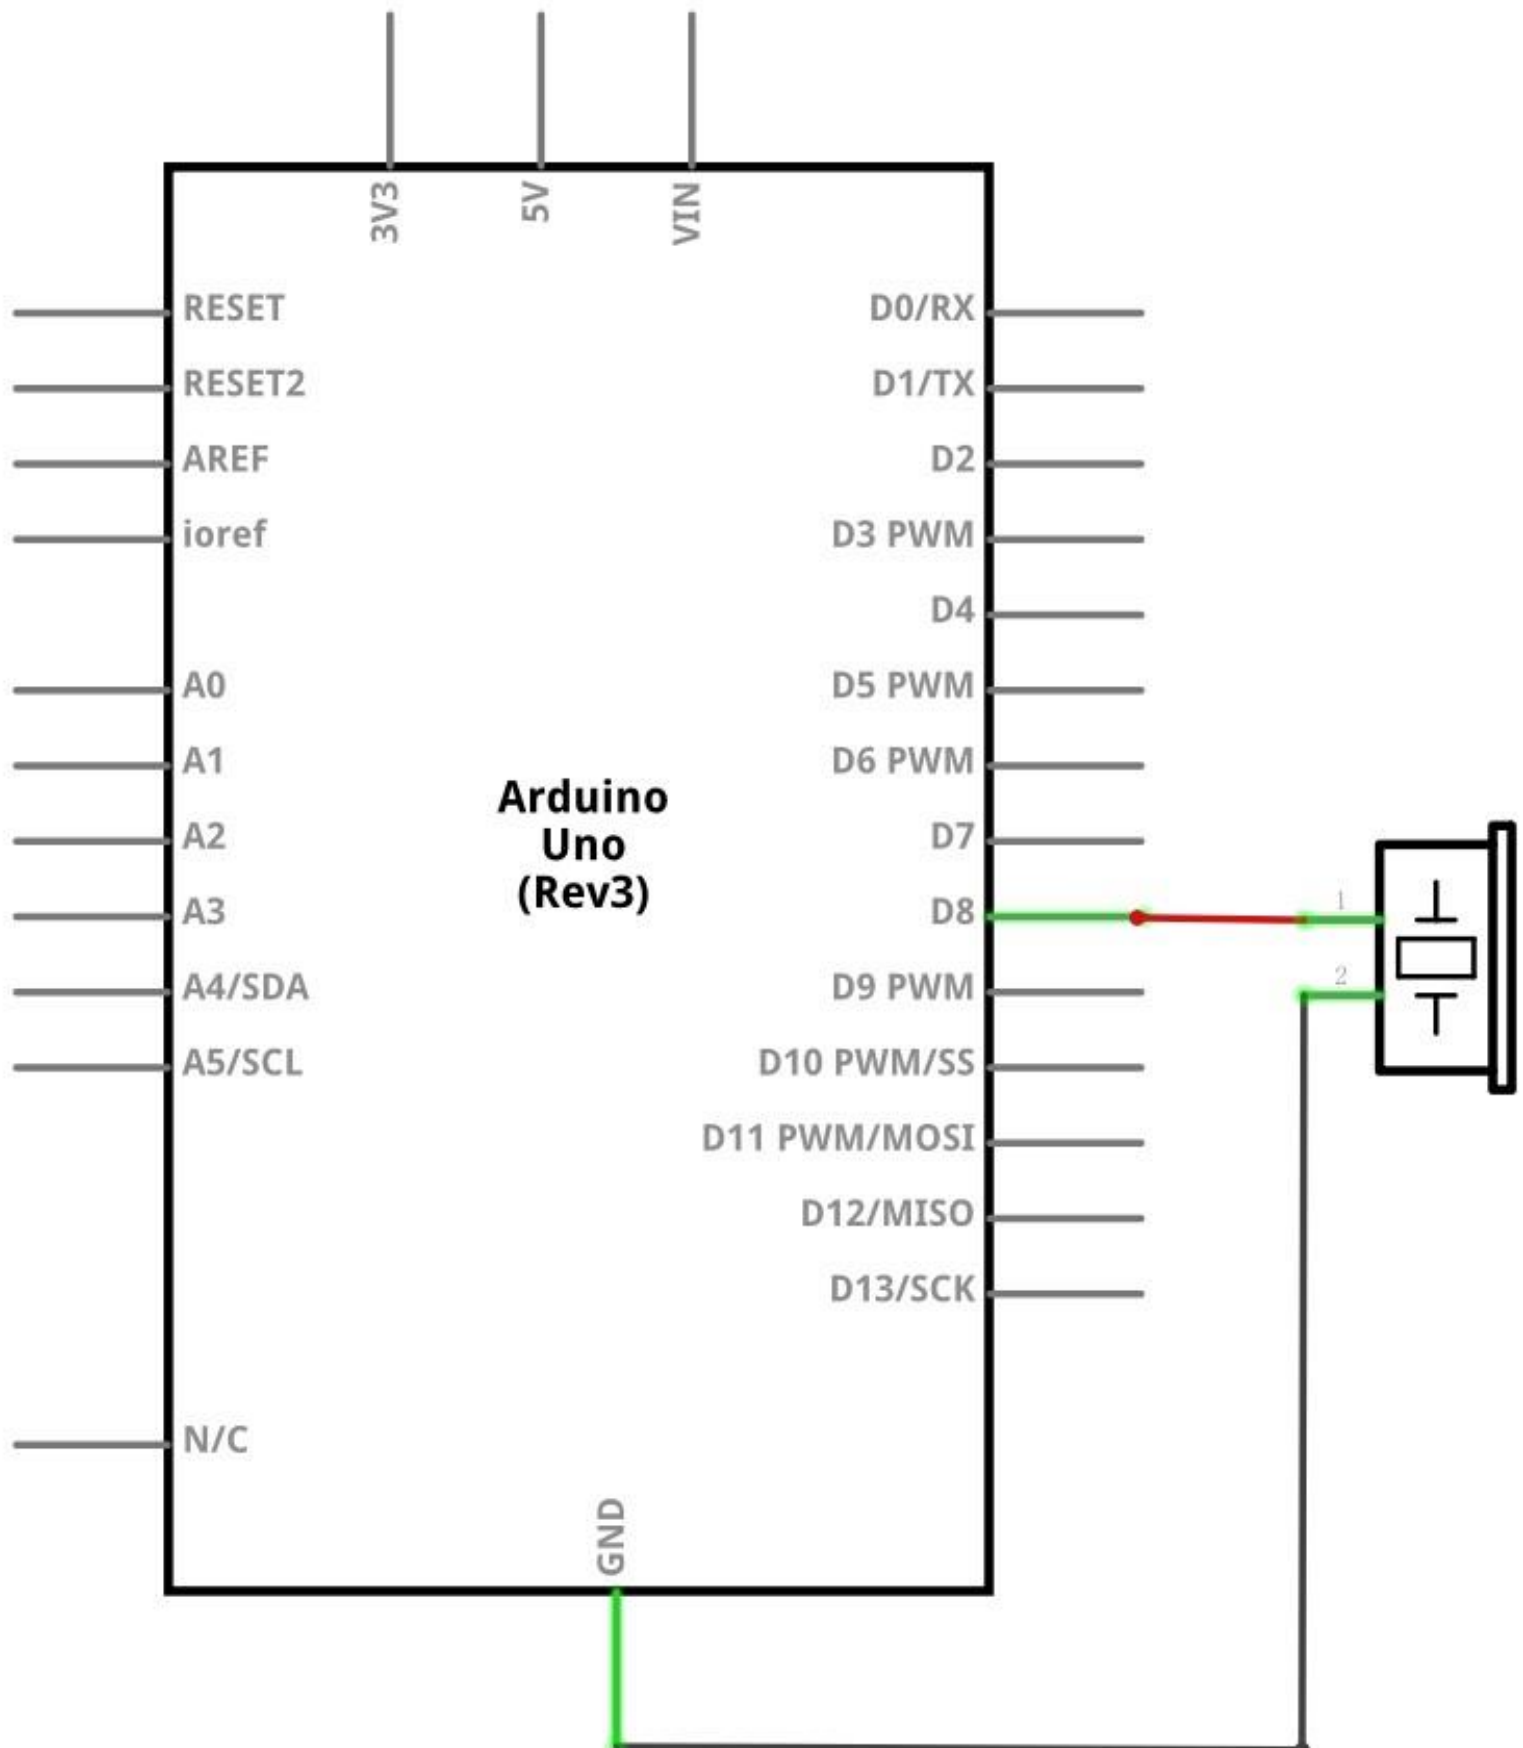 3V3
5V
VIN
RESET
D0/RX
RESET2
D1/TX
AREF
D2
ioref
D3 PWM
D4
A0
D5 PWM
A1
D6 PWM
Arduino
Uno
(Rev3)
A2
D7
A3
D8
1
A4/SDA
D9 PWM
2
A5/SCL
D10 PWM/SS
D11 PWM/MOSI
D12/MISO
D13/SCK
N/C
GND